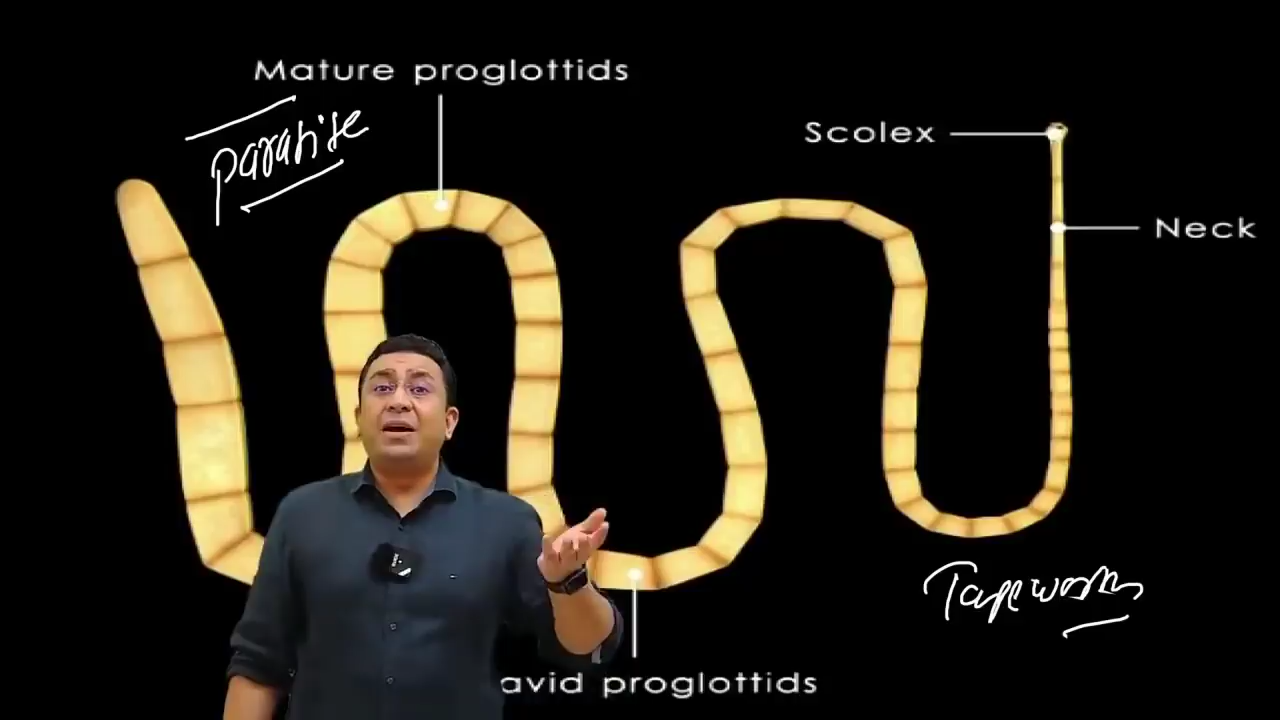 Mature proglottids
Parasite
Scolex
Neck
Tapeworm
avid proglottids